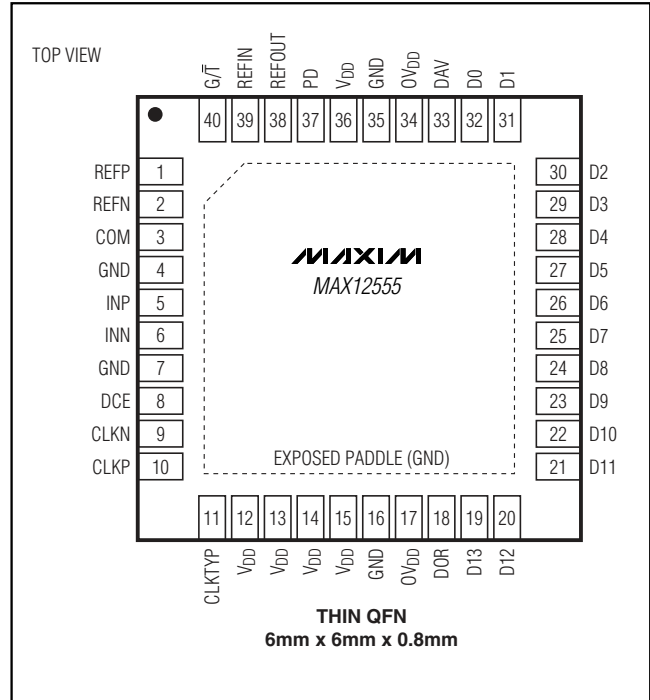 TOP VIEW
G/T̅ REFIN REFOUT PD VDD GND OVDD DAV D0 D1
40 39 38 37 36 35 34 33 32 31
REFP 1 30 D2
REFN 2 29 D3
COM 3 28 D4
GND 4 27 D5
INP 5 26 D6
INN 6 25 D7
GND 7 24 D8
DCE 8 23 D9
CLKN 9 22 D10
CLKP 10 21 D11
MAXIM
MAX12555
EXPOSED PADDLE (GND)
11 12 13 14 15 16 17 18 19 20
CLKTYP VDD VDD VDD VDD GND OVDD DOR D13 D12
THIN QFN
6mm x 6mm x 0.8mm